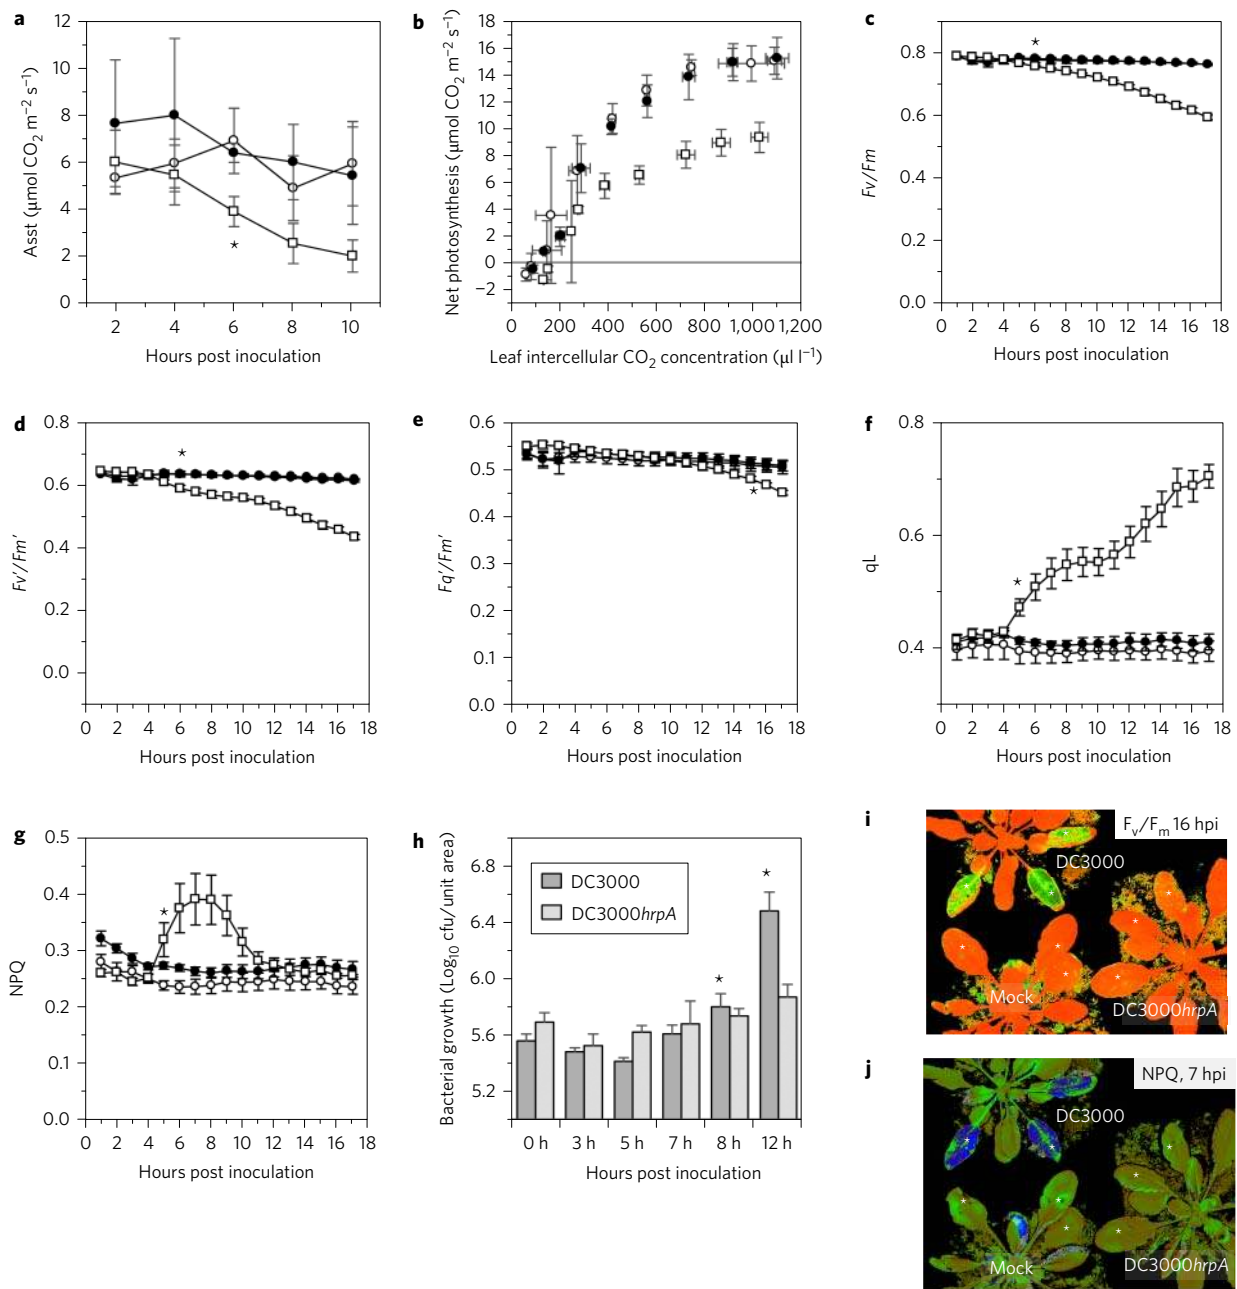 a
12
10
8
6
4
2
0
Asst (μmol CO₂ m⁻² s⁻¹)
2 4 6 8 10
Hours post inoculation
*
b
18
16
14
12
10
8
6
4
2
0
−2
Net photosynthesis (μmol CO₂ m⁻² s⁻¹)
0 200 400 600 800 1,000 1,200
Leaf intercellular CO₂ concentration (μl l⁻¹)
c
0.8
0.6
0.4
0.2
0.0
Fv/Fm
0 2 4 6 8 10 12 14 16 18
Hours post inoculation
*
d
0.8
0.6
0.4
0.2
0.0
Fv′/Fm′
0 2 4 6 8 10 12 14 16 18
Hours post inoculation
*
e
0.6
0.5
0.4
0.3
0.2
0.1
0.0
Fq′/Fm′
0 2 4 6 8 10 12 14 16 18
Hours post inoculation
*
f
0.8
0.6
0.4
qL
0 2 4 6 8 10 12 14 16 18
Hours post inoculation
*
g
0.5
0.4
0.3
0.2
0.1
0.0
NPQ
0 2 4 6 8 10 12 14 16 18
Hours post inoculation
*
h
6.8
6.4
6.0
5.6
5.2
Bacterial growth (Log₁₀ cfu/unit area)
DC3000
DC3000hrpA
* *
0 h 3 h 5 h 7 h 8 h 12 h
Hours post inoculation
i
Fᵥ/Fₘ 16 hpi
DC3000
Mock
DC3000hrpA
j
NPQ, 7 hpi
DC3000
Mock
DC3000hrpA